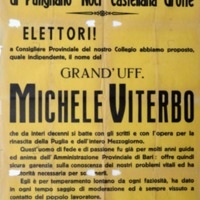 di Putignano Noci Castellana Grotte
ELETTORI!
a Consigliere Provinciale del nostro Collegio abbiamo proposto,
quale indipendente, il nome del
GRAND'UFF.
MICHELE VITERBO
che da interi decenni si batte con gli scritti e con l'opera per la
rinascita della Puglia e dell'intero Mezzogiorno.
Quest'uomo di fede e di passione fu già per molti anni guida
ed anima dell'Amministrazione Provinciale di Bari: offre quindi
sicura garenzia sulla conoscenza dei nostri problemi vitali ed ha
necessaria per
Egli è per temperamento lontano da ogni faziosità, ha dato
in ogni tempo saggio di moderazione ed è sempre vissuto a
contatto del popolo lavoratore.